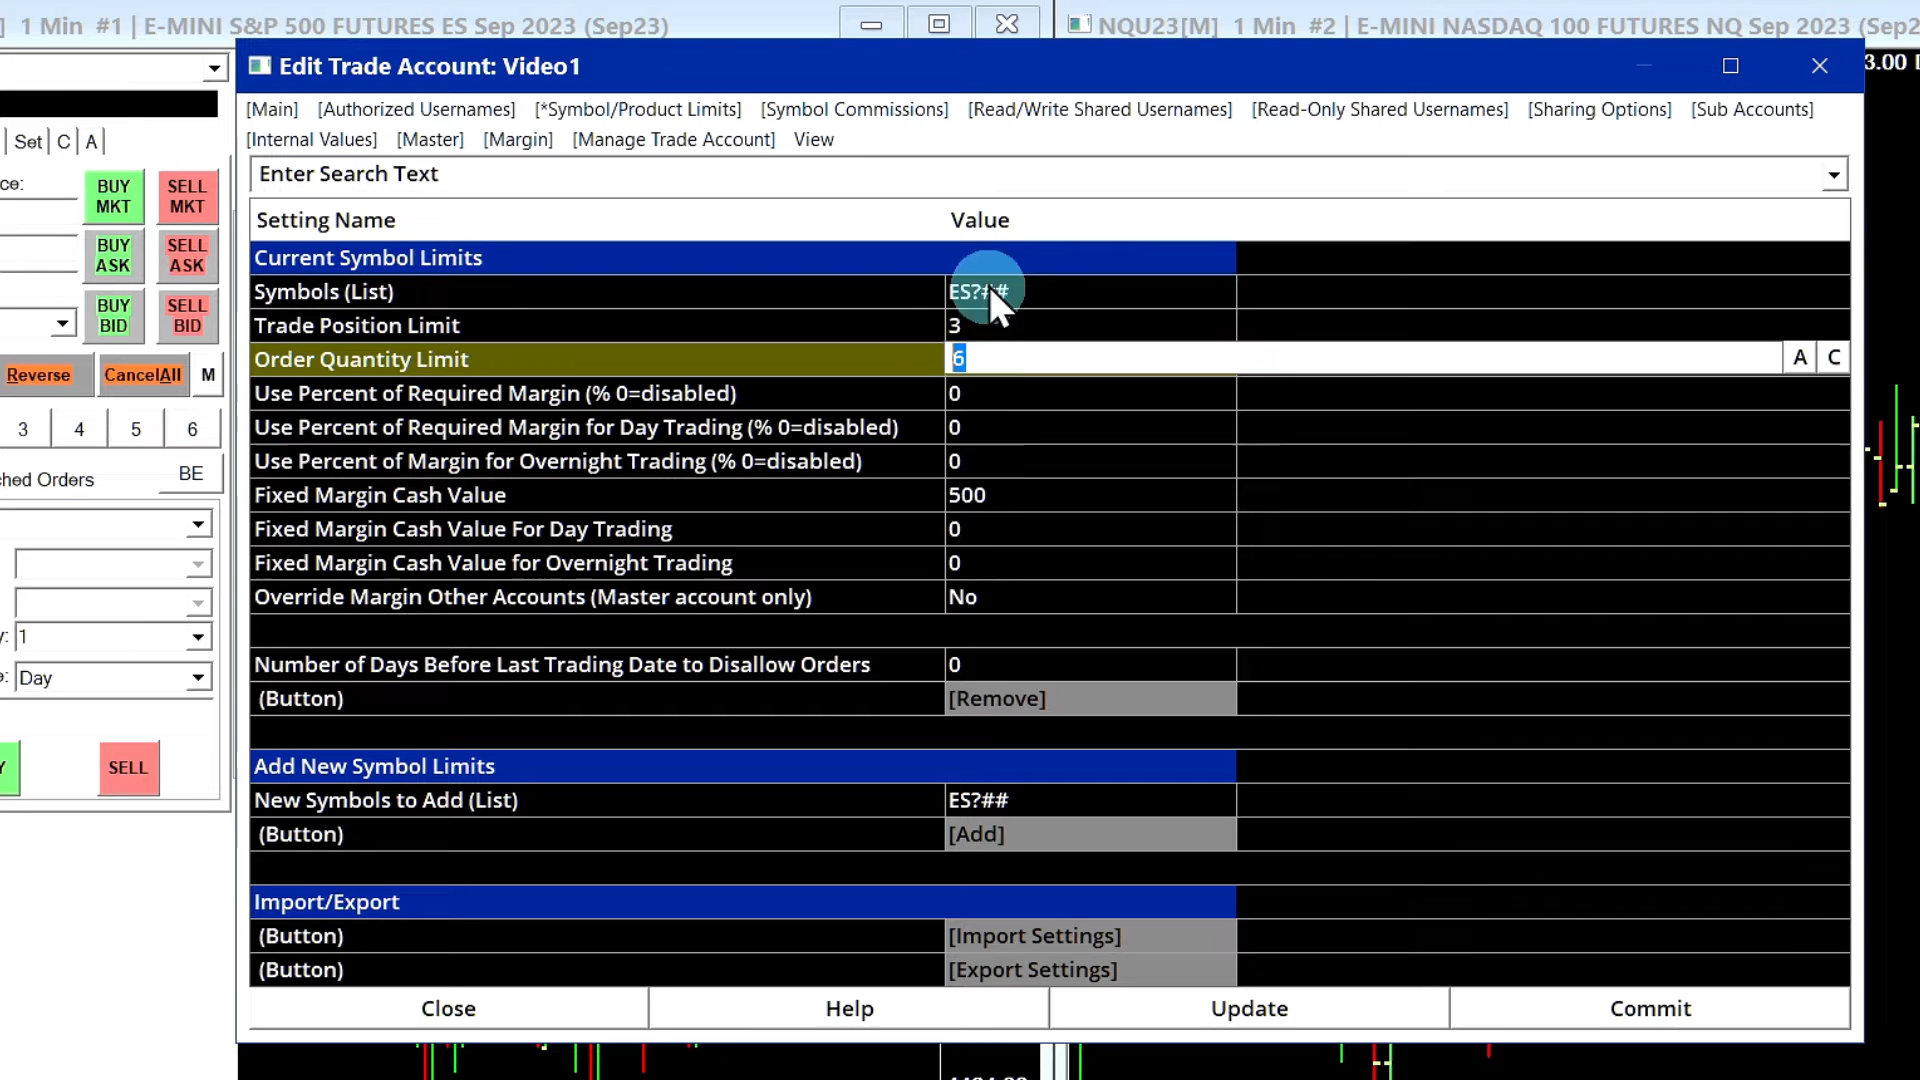 ] 1 Min #1 | E-MINI S&P 500 FUTURES ES Sep 2023 (Sep23)
NQU23[M] 1 Min #2 | E-MINI NASDAQ 100 FUTURES NQ Sep 2023 (Sep2
3.00
Edit Trade Account: Video1
[Main] [Authorized Usernames] [*Symbol/Product Limits] [Symbol Commissions] [Read/Write Shared Usernames] [Read-Only Shared Usernames] [Sharing Options] [Sub Accounts]
[Internal Values] [Master] [Margin] [Manage Trade Account] View
Enter Search Text
Setting Name Value
Current Symbol Limits
Symbols (List) ES?##
Trade Position Limit 3
Order Quantity Limit 6 A C
Use Percent of Required Margin (% 0=disabled) 0
Use Percent of Required Margin for Day Trading (% 0=disabled) 0
Use Percent of Margin for Overnight Trading (% 0=disabled) 0
Fixed Margin Cash Value 500
Fixed Margin Cash Value For Day Trading 0
Fixed Margin Cash Value for Overnight Trading 0
Override Margin Other Accounts (Master account only) No
Number of Days Before Last Trading Date to Disallow Orders 0
(Button) [Remove]
Add New Symbol Limits
New Symbols to Add (List) ES?##
(Button) [Add]
Import/Export
(Button) [Import Settings]
(Button) [Export Settings]
Close Help Update Commit
Set C A
ce:
BUY MKT
SELL MKT
BUY ASK
SELL ASK
BUY BID
SELL BID
Reverse CancelAll M
3 4 5 6
hed Orders BE
y: 1
e: Day
Y SELL